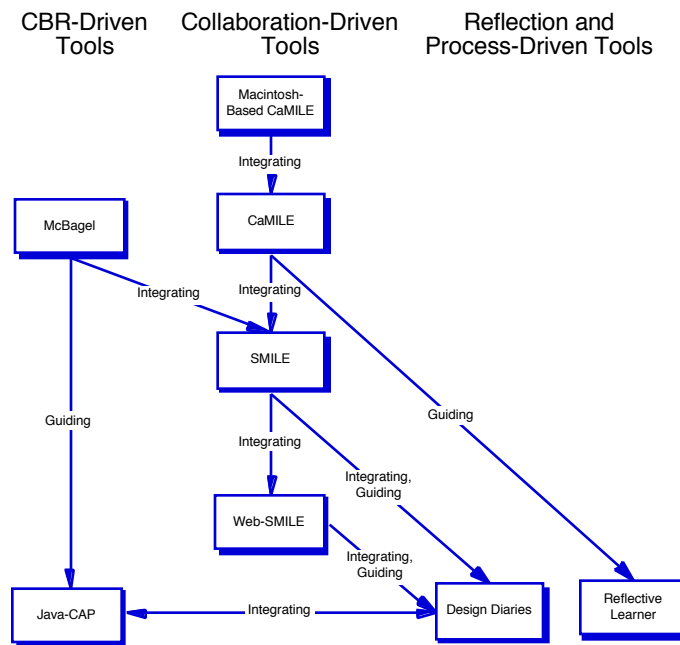 CBR-Driven
Tools
Collaboration-Driven
Tools
Reflection and
Process-Driven Tools
Macintosh-
Based CaMILE
Integrating
McBagel
CaMILE
Integrating
Integrating
SMILE
Guiding
Guiding
Integrating
Integrating,
Guiding
Web-SMILE
Integrating,
Guiding
Java-CAP
Integrating
Design Diaries
Reflective
Learner